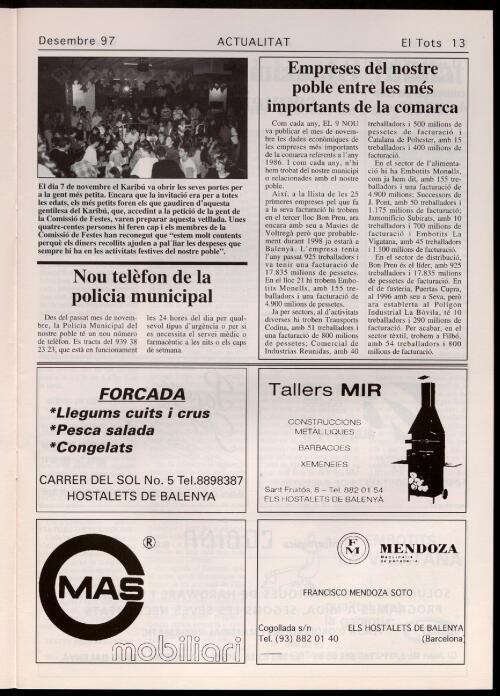 Desembre 97
ACTUALITAT
El Tots 13
El dia 7 de novembre el Karibú va obrir les seves portes per
a la gent més petita. Encara que la invitació era per a totes
les edats, els més petits foren els que gaudiren d'aquesta
gentilesa del Karibú, que, accedint a la petició de la gent de
la Comissió de Festes, varen preparar aquesta vetllada. Unes
quatre-centes persones hi feren cap i els membres de la
Comissió de Festes han reconegut que "estem molt contents
perquè els diners recollits ajuden a pal·liar les despeses que
sempre hi ha en les activitats festives del nostre poble".
Nou telèfon de la
policia municipal
Des del passat mes de novem-
bre, la Policia Municipal del
nostre poble té un nou número
de telèfon. Es tracta del 939 38
23 23, que està en funcionament
les 24 hores del dia per qual-
sevol tipus d'urgència o per si
es necessita el servei mèdic o
farmacèutic a les nits o els caps
de setmana.
Empreses del nostre
poble entre les més
importants de la comarca
Com cada any, EL 9 NOU
va publicar el mes de novem-
bre les dades econòmiques de
les empreses més importants
de la comarca referents a l'any
1986. I com cada any, n'hi
hem trobat del nostre municipi
o relacionades amb el nostre
poble.
Així, a la llista de les 25
primeres empreses pel que fa
a la seva facturació hi trobem
en el tercer lloc Bon Preu, ara
encara amb seu a Masies de
Voltregà però que probable-
ment durant 1998 ja estarà a
Balenyà. L'empresa tenia
l'any passat 925 treballadors i
va tenir una facturació de
17.835 milions de pessetes.
En el lloc 21 hi trobem Embo-
tits Monells, amb 155 tre-
balladors i una facturació de
4.900 milions de pessetes.
Ja per sectors, al d'activitats
diverses hi trobem Transports
Codina, amb 51 treballadors i
una facturació de 800 milions
de pessetes; Comercial de
Industrias Reunidas, amb 40
treballadors i 500 milions de
pessetes de facturació i
Catalana de Poliester, amb 15
treballadors i 400 milions de
facturació.
En el sector de l'alimenta-
ció hi ha Embotits Monells,
com ja hem dit, amb 155 tre-
balladors i una facturació de
4.900 milions; Successors de
J. Pont, amb 50 treballadors i
1.175 milions de facturació;
Jamonificio Subirats, amb 10
treballadors i 700 milions de
facturació i Embotits La
Vigatana, amb 45 treballadors
i 1.100 milions de facturació.
En el sector de distribució,
Bon Preu és el líder, amb 925
treballadors i 17.835 milions
de pessetes de facturació. En
el de fusteria, Puertas Cupra,
al 1996 amb seu a Seva, però
ara establerta al Polígon
Industrial La Bòvila, té 10
treballadors i 290 milions de
facturació. Per acabar, en el
sector tèxtil, trobem a Filbó,
amb 54 treballadors i 800
milions de facturació.
FORCADA
*Llegums cuits i crus
*Pesca salada
*Congelats
CARRER DEL SOL No. 5 Tel.8898387
HOSTALETS DE BALENYA
Tallers MIR
CONSTRUCCIONS
METAL·LIQUES
BARBACOES
XEMENEIES
Sant Fruitós, 8 – Tel. 882 01 54
ELS HOSTALETS DE BALENYÀ
®
MAS
mobiliari
FM
MENDOZA
Maquinaria
de panaderia
FRANCISCO MENDOZA SOTO
Cogollada s/n
ELS HOSTALETS DE BALENYA
Tel. (93) 882 01 40
(Barcelona)